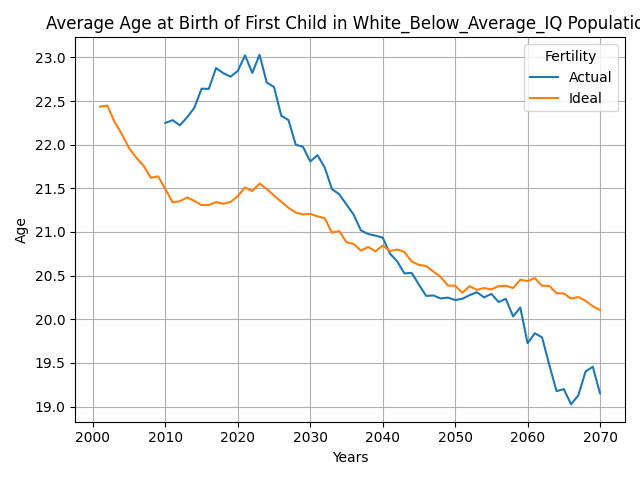 Average Age at Birth of First Child in White_Below_Average_IQ Populatio
23.0
22.5
22.0
21.5
21.0
20.5
20.0
19.5
19.0
Age
Fertility
Actual
Ideal
2000 2010 2020 2030 2040 2050 2060 2070
Years